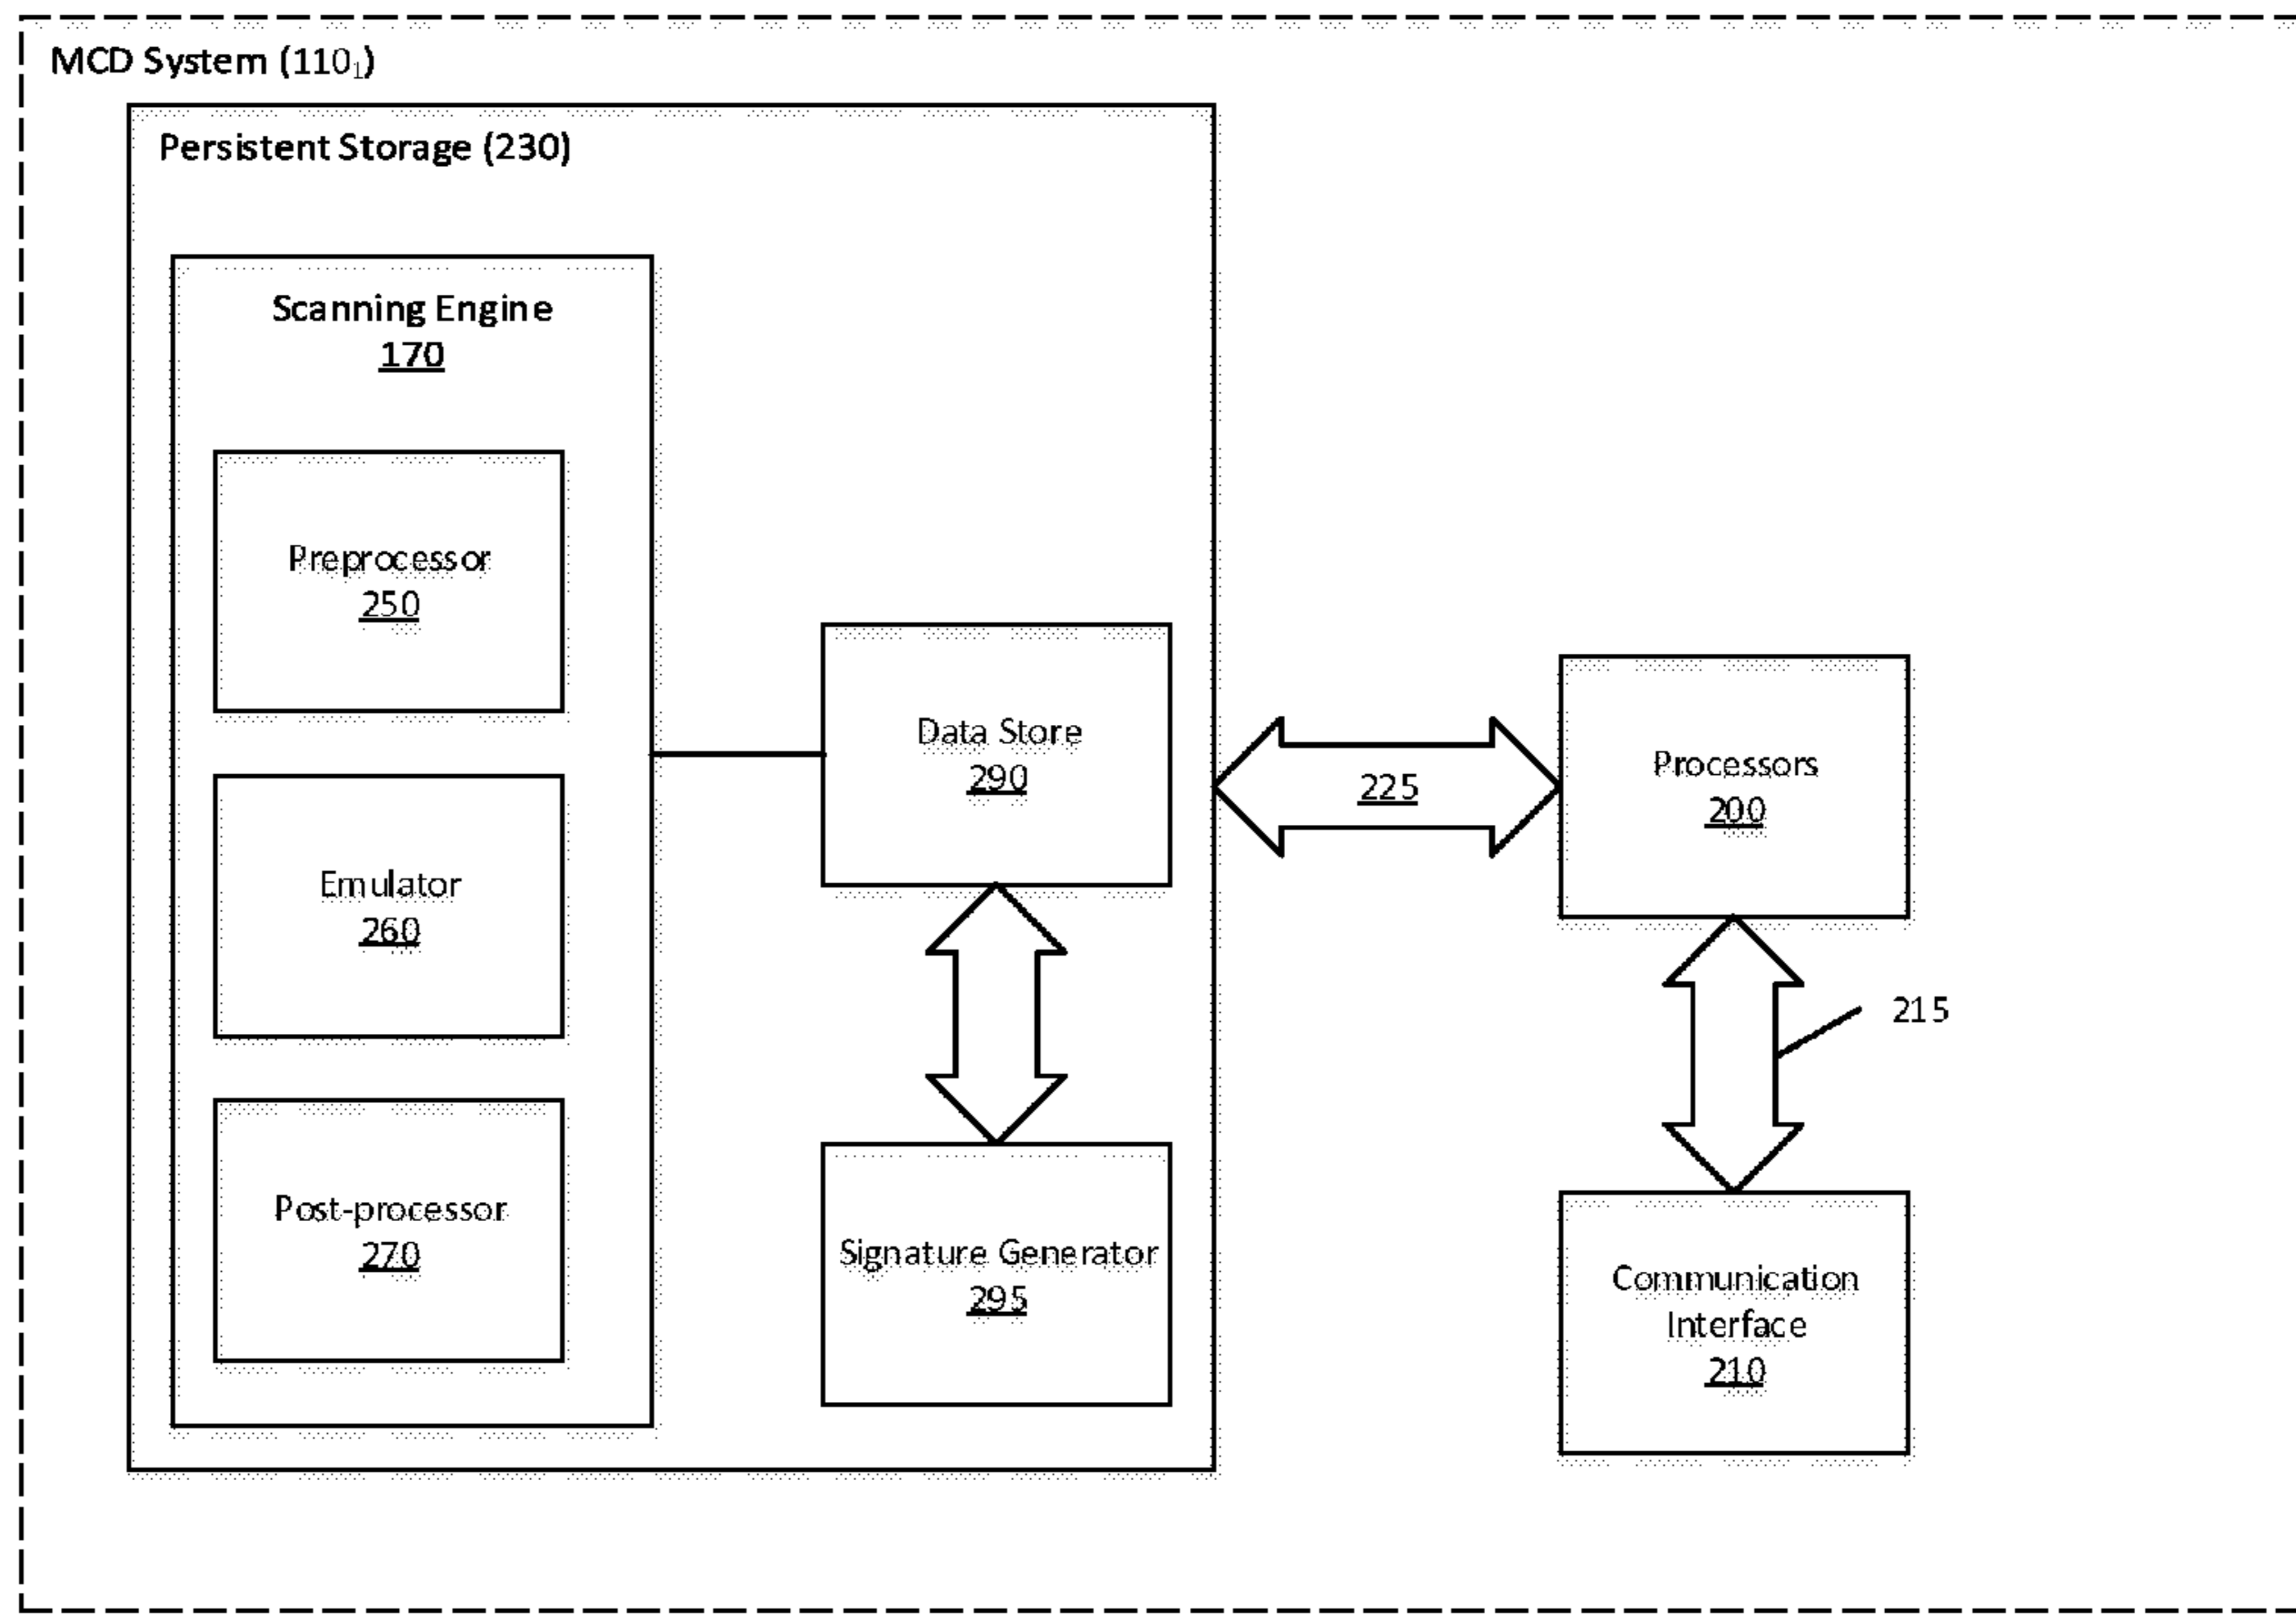 MCD System (110₁)
Persistent Storage (230)
Scanning Engine
170
Preprocessor
250
Emulator
260
Post-processor
270
Data Store
290
Signature Generator
295
225
Processors
200
215
Communication
Interface
210